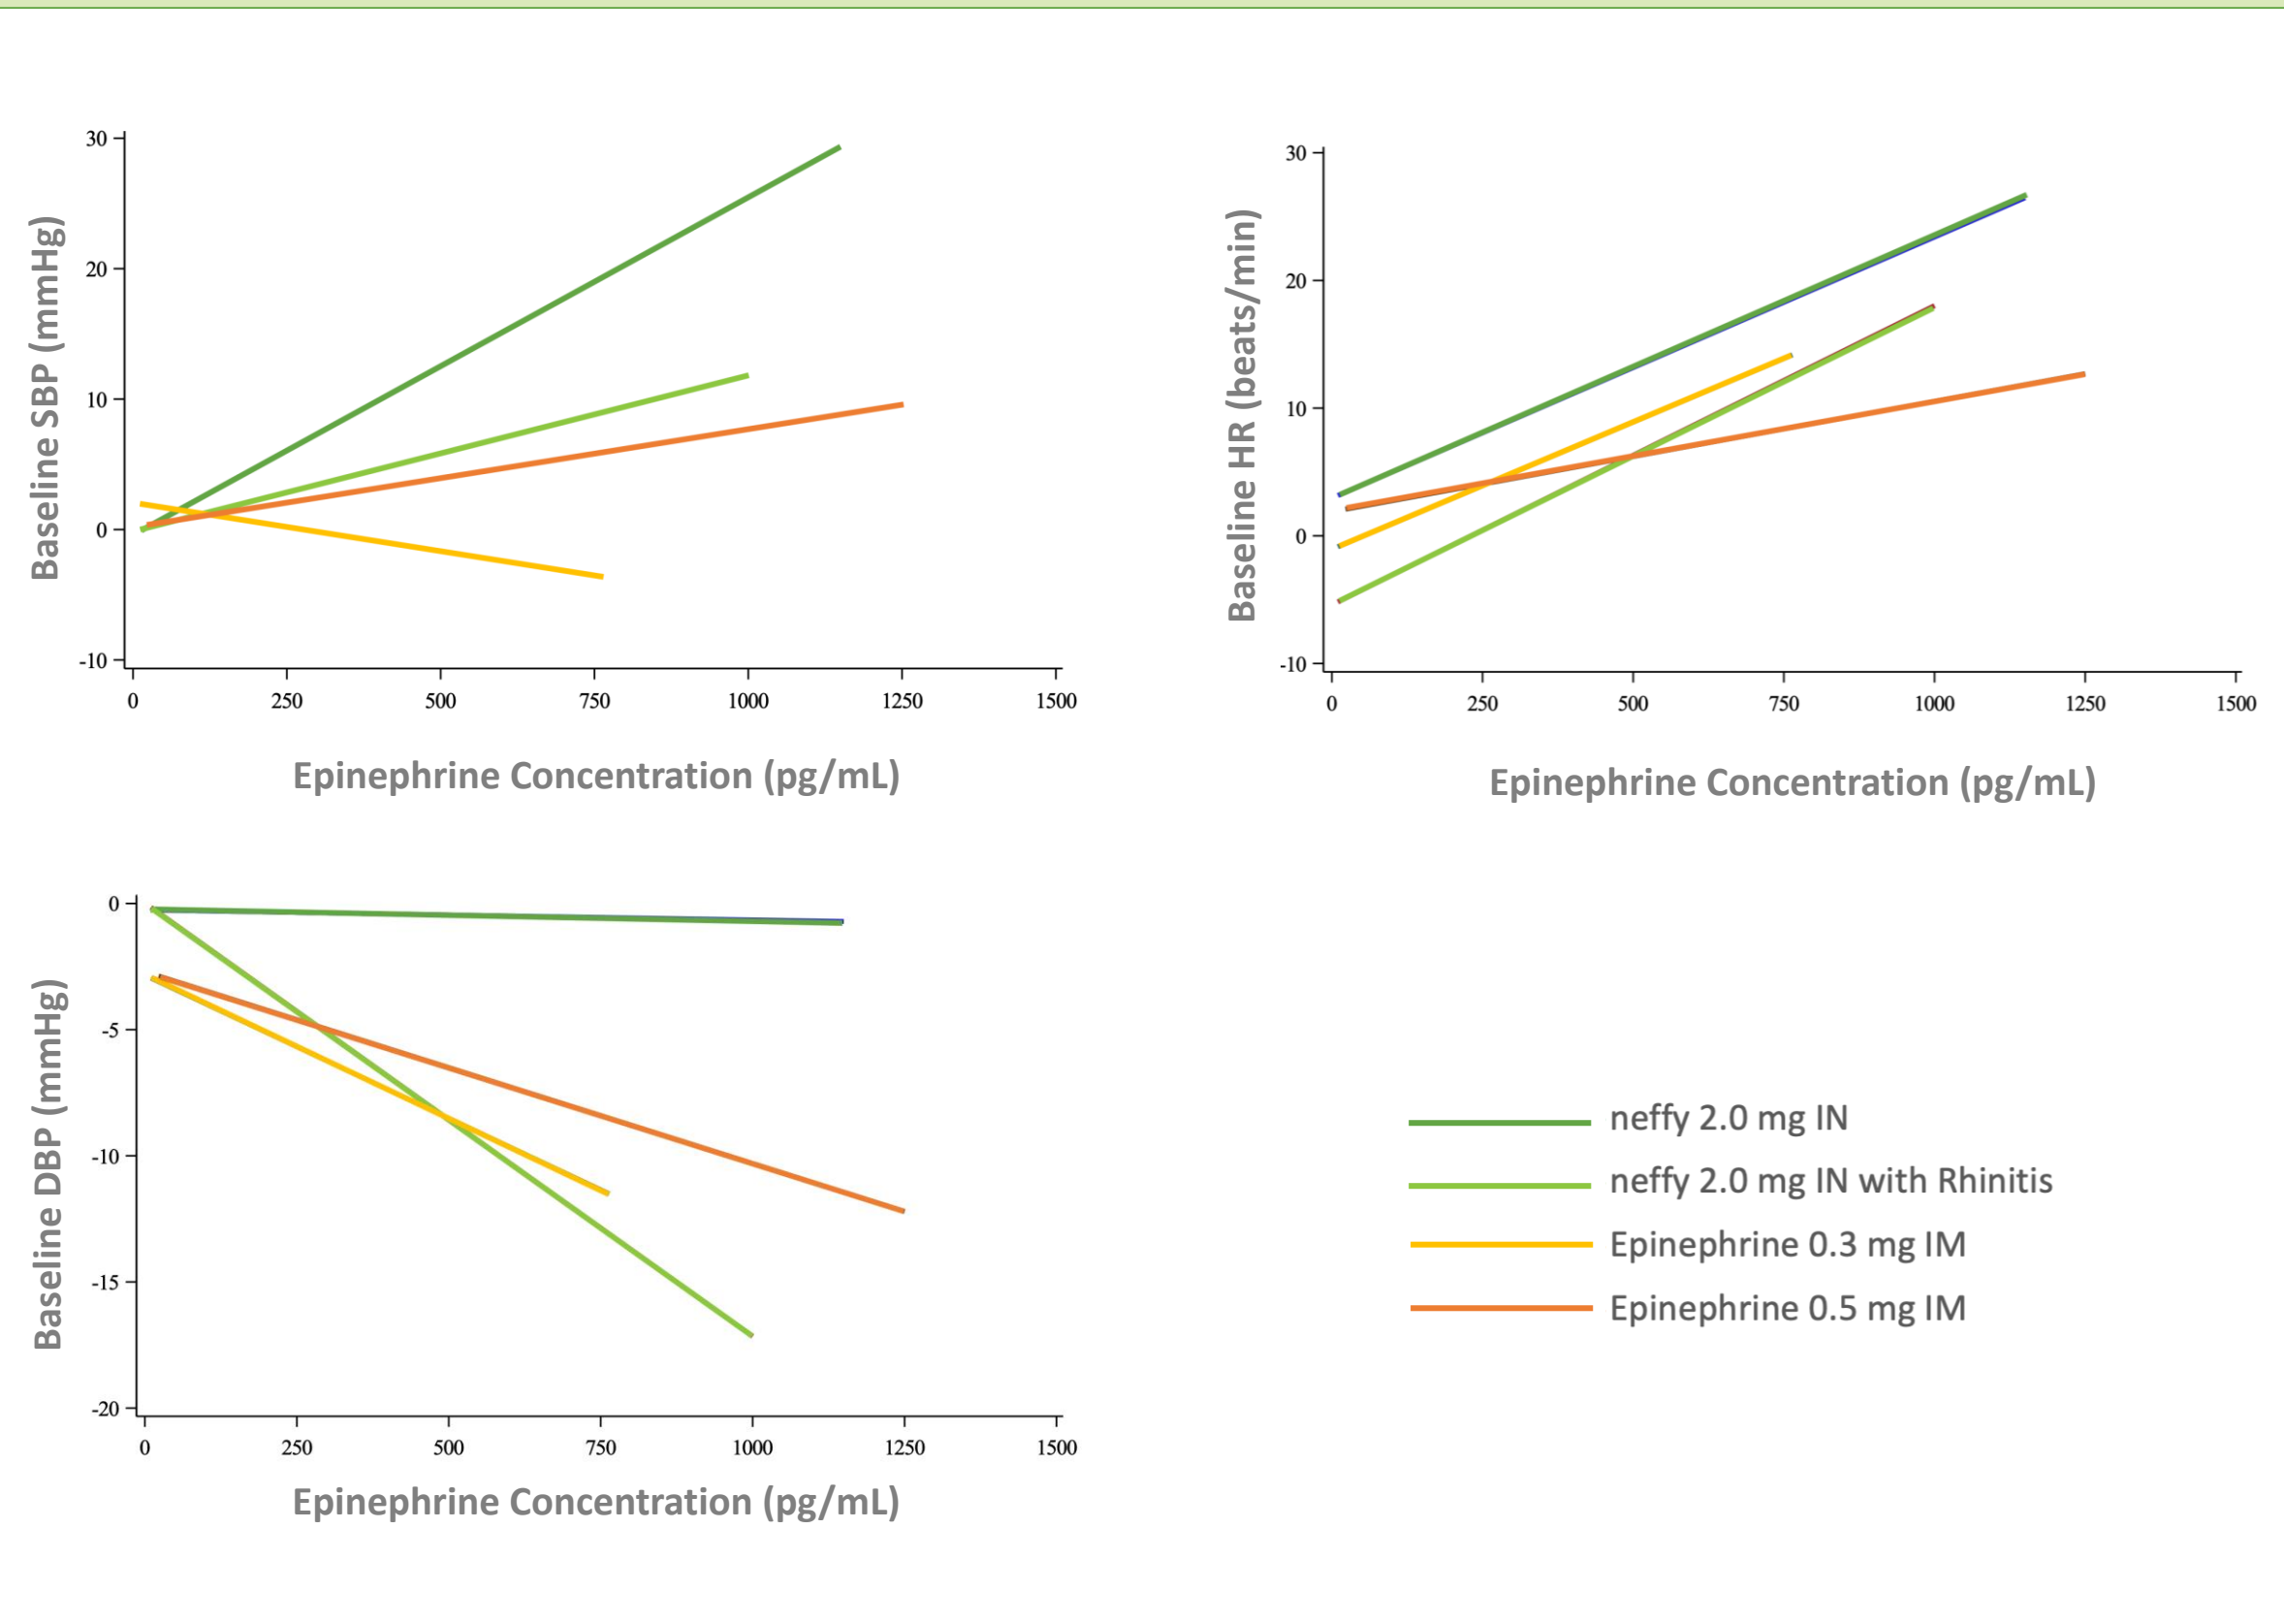 Baseline SBP (mmHg)
30
20
10
0
-10
0 250 500 750 1000 1250 1500
Epinephrine Concentration (pg/mL)
Baseline HR (beats/min)
30
20
10
0
-10
0 250 500 750 1000 1250 1500
Epinephrine Concentration (pg/mL)
Baseline DBP (mmHg)
0
-5
-10
-15
-20
0 250 500 750 1000 1250 1500
Epinephrine Concentration (pg/mL)
neffy 2.0 mg IN
neffy 2.0 mg IN with Rhinitis
Epinephrine 0.3 mg IM
Epinephrine 0.5 mg IM